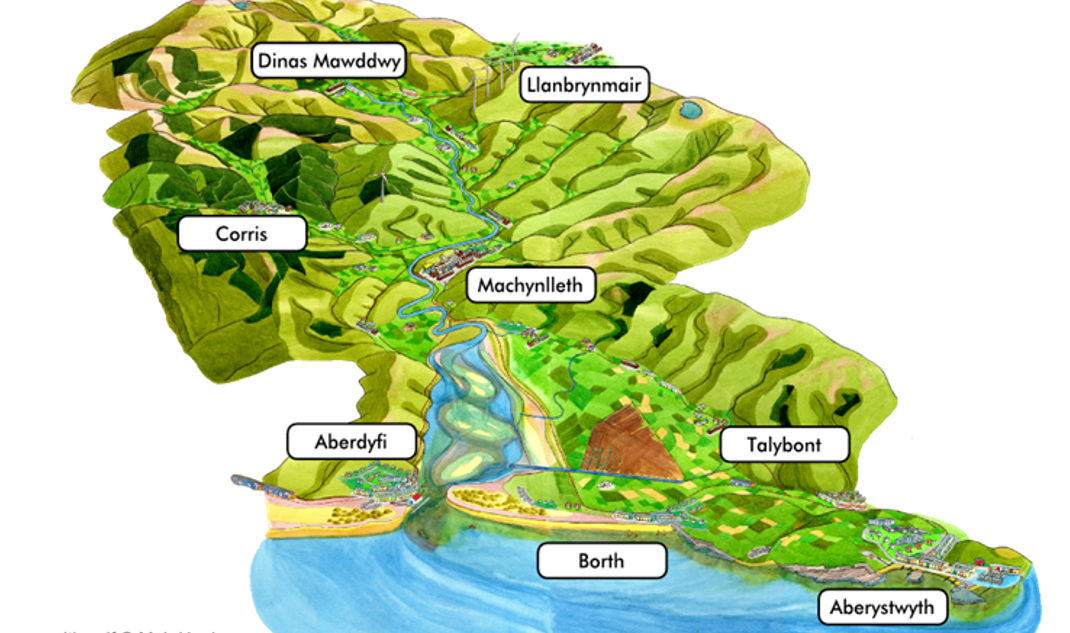 Dinas Mawddwy
Llanbrynmair
Corris
Machynlleth
Aberdyfi
Talybont
Borth
Aberystwyth